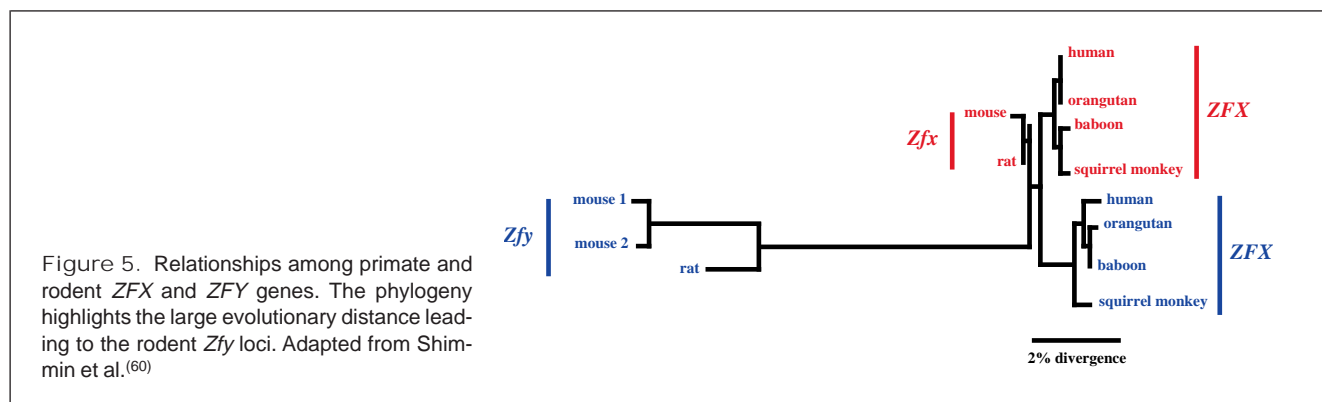 human
orangutan
baboon
squirrel monkey
ZFX
mouse
rat
Zfx
human
orangutan
baboon
squirrel monkey
ZFX
mouse 1
mouse 2
rat
Zfy
2% divergence
Figure 5. Relationships among primate and
rodent ZFX and ZFY genes. The phylogeny
highlights the large evolutionary distance lead-
ing to the rodent Zfy loci. Adapted from Shim-
min et al.(60)